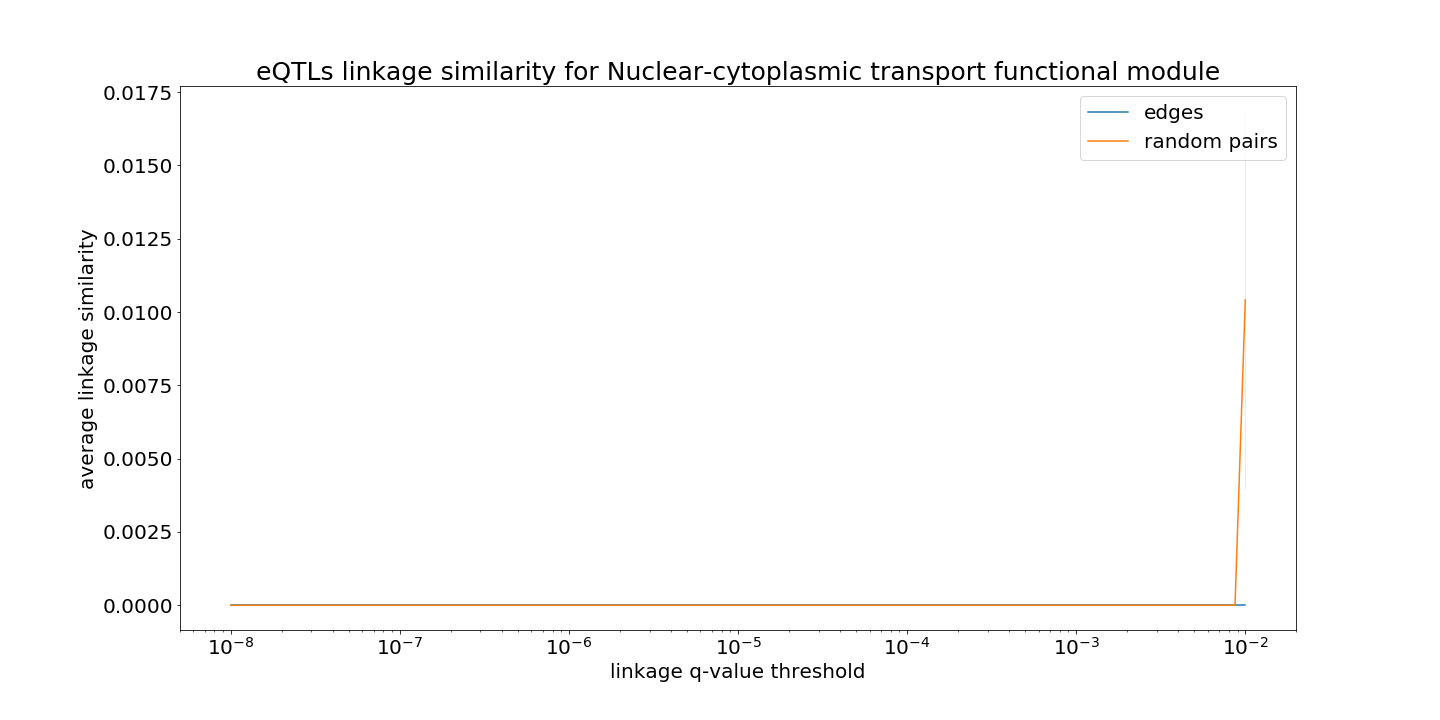 eQTLs linkage similarity for Nuclear-cytoplasmic transport functional module
edges
random pairs
average linkage similarity
0.0175
0.0150
0.0125
0.0100
0.0075
0.0050
0.0025
0.0000
10⁻⁸ 10⁻⁷ 10⁻⁶ 10⁻⁵ 10⁻⁴ 10⁻³ 10⁻²
linkage q-value threshold